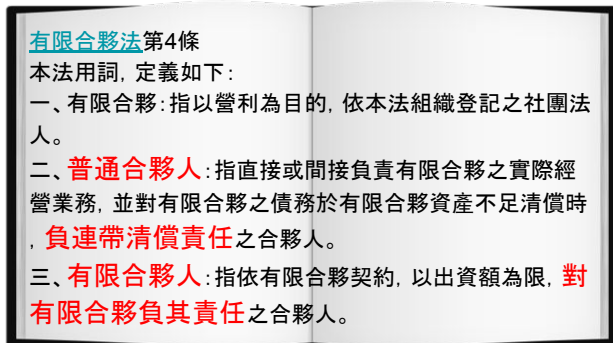 有限合夥法第4條
本法用詞, 定義如下:
一、有限合夥:指以營利為目的, 依本法組織登記之社團法
人。
二、普通合夥人:指直接或間接負責有限合夥之實際經
營業務, 並對有限合夥之債務於有限合夥資產不足清償時
, 負連帶清償責任之合夥人。
三、有限合夥人:指依有限合夥契約, 以出資額為限, 對
有限合夥負其責任之合夥人。